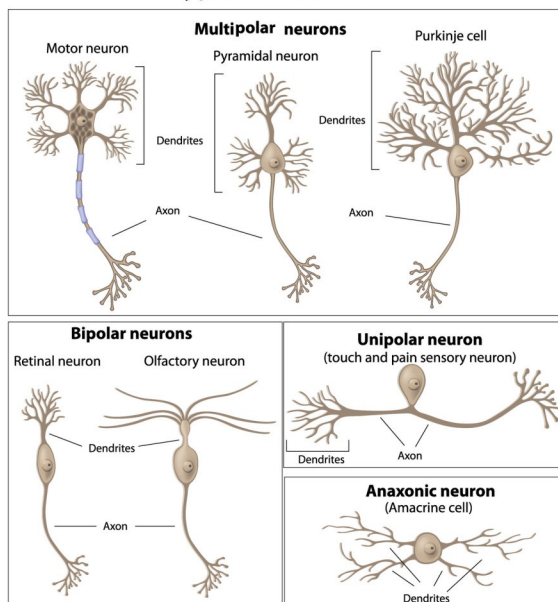 Multipolar neurons
Motor neuron
Pyramidal neuron
Purkinje cell
Dendrites
Dendrites
Axon
Axon
Bipolar neurons
Retinal neuron
Olfactory neuron
Dendrites
Axon
Unipolar neuron
(touch and pain sensory neuron)
Dendrites
Axon
Anaxonic neuron
(Amacrine cell)
Dendrites